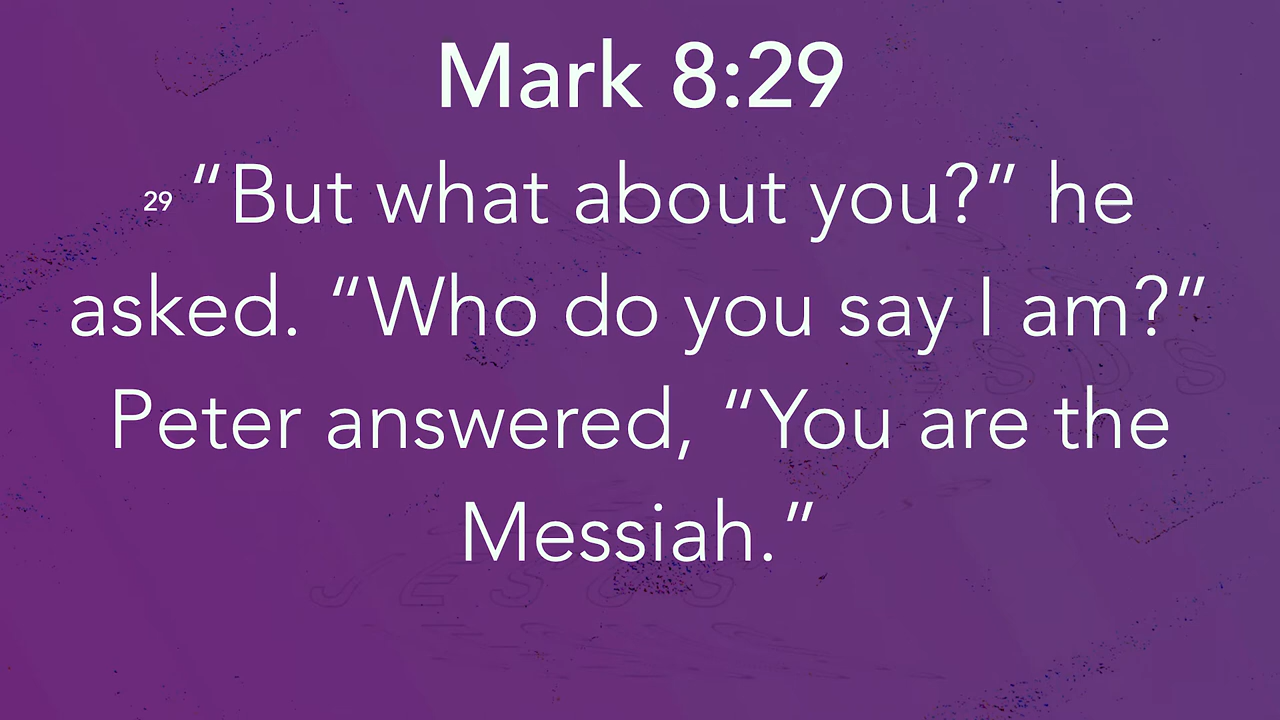 Mark 8:29
29 “But what about you?” he
asked. “Who do you say I am?”
Peter answered, “You are the
Messiah.”
JESUS